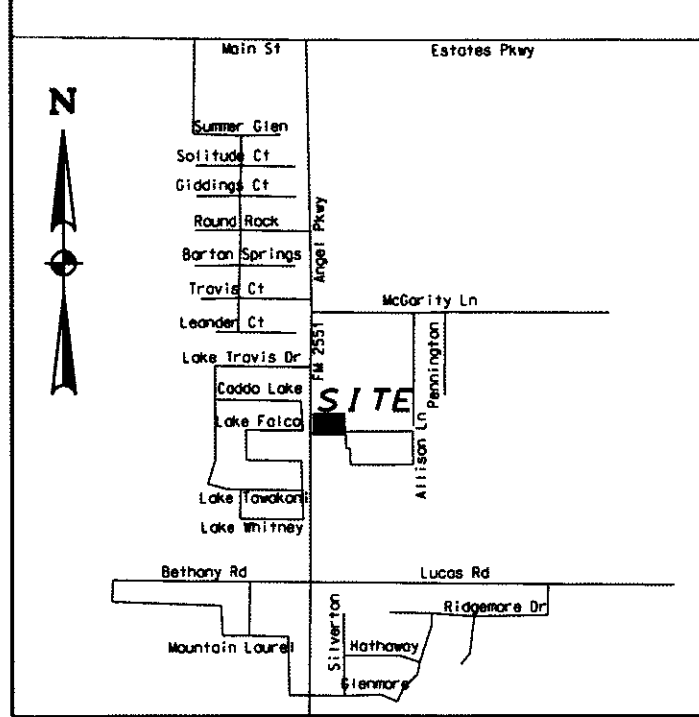 Main St
Estates Pkwy
N
Summer Glen
Solitude Ct
Giddings Ct
Round Rock
Angel Pkwy
Barton Springs
Travis Ct
McGarity Ln
Leander Ct
FM 2551
Lake Travis Dr
Pennington
Caddo Lake
SITE
Lake Falco
Allison Ln
Lake Tawakoni
Lake Whitney
Bethany Rd
Lucas Rd
Silverton
Ridgemore Dr
Mountain Laurel
Hathaway
Glenmore